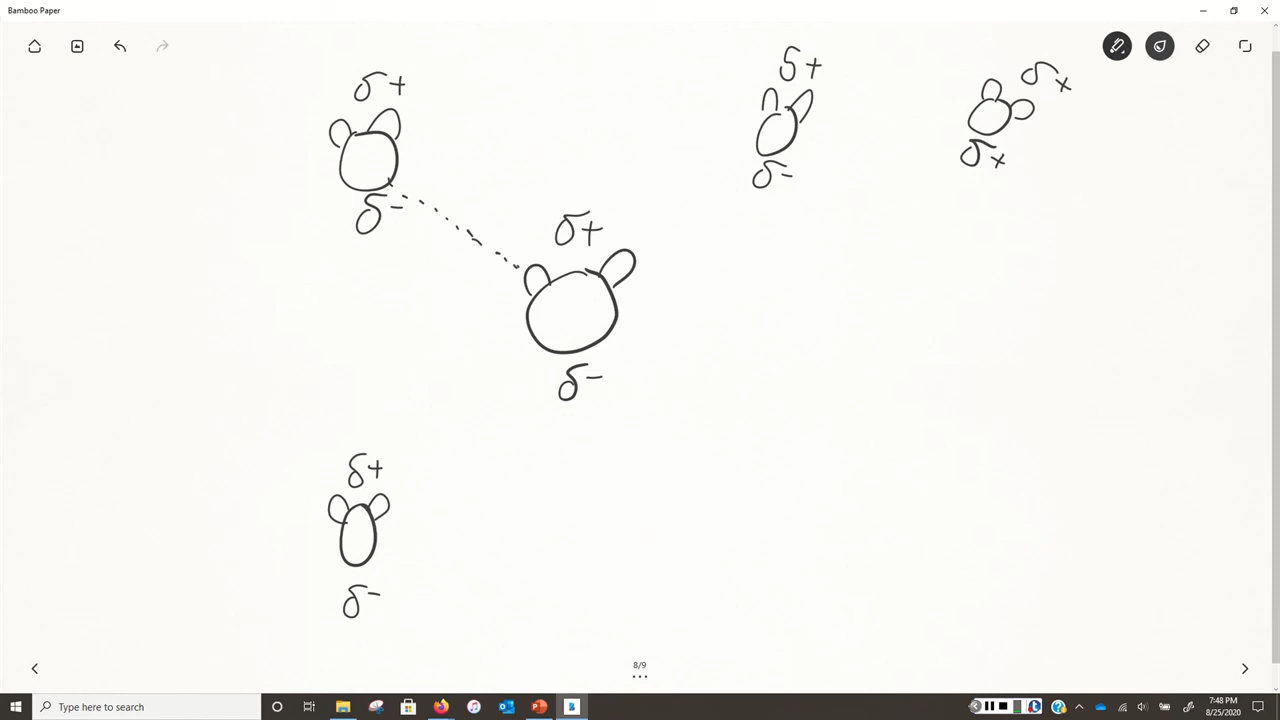 Bamboo Paper
δ+
δ-
δ+
δ-
δ+
δ-
δ+
δ-
δ+
δ+
8/9
Type here to search
7:48 PM
8/25/2020